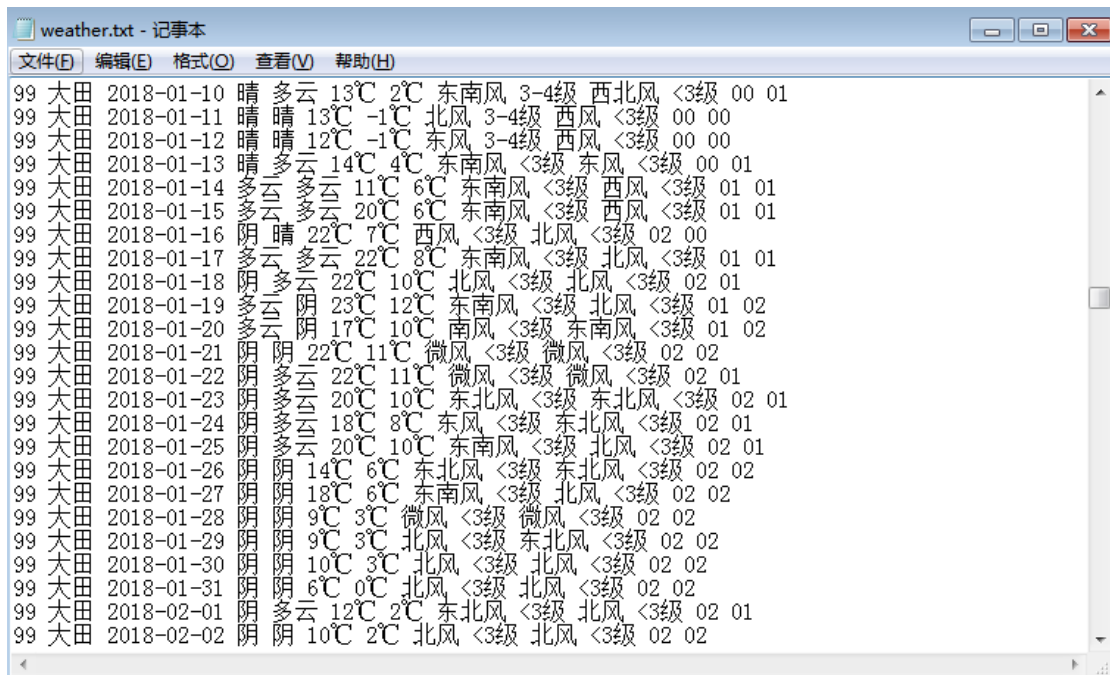 weather.txt - 记事本
文件(F) 编辑(E) 格式(O) 查看(V) 帮助(H)
99 大田 2018-01-10 晴 多云 13℃ 2℃ 东南风 3-4级 西北风 <3级 00 01
99 大田 2018-01-11 晴 晴 13℃ -1℃ 北风 3-4级 西风 <3级 00 00
99 大田 2018-01-12 晴 晴 12℃ -1℃ 东风 3-4级 西风 <3级 00 00
99 大田 2018-01-13 晴 多云 14℃ 4℃ 东南风 <3级 东风 <3级 00 01
99 大田 2018-01-14 多云 多云 11℃ 6℃ 东南风 <3级 西风 <3级 01 01
99 大田 2018-01-15 多云 多云 20℃ 6℃ 东南风 <3级 西风 <3级 01 01
99 大田 2018-01-16 阴 晴 22℃ 7℃ 西风 <3级 北风 <3级 02 00
99 大田 2018-01-17 多云 多云 22℃ 8℃ 东南风 <3级 北风 <3级 01 01
99 大田 2018-01-18 阴 多云 22℃ 10℃ 北风 <3级 北风 <3级 02 01
99 大田 2018-01-19 多云 阴 23℃ 12℃ 东南风 <3级 北风 <3级 01 02
99 大田 2018-01-20 多云 阴 17℃ 10℃ 南风 <3级 东南风 <3级 01 02
99 大田 2018-01-21 阴 阴 22℃ 11℃ 微风 <3级 微风 <3级 02 02
99 大田 2018-01-22 阴 多云 22℃ 11℃ 微风 <3级 微风 <3级 02 01
99 大田 2018-01-23 阴 多云 20℃ 10℃ 东北风 <3级 东北风 <3级 02 01
99 大田 2018-01-24 阴 多云 18℃ 8℃ 东风 <3级 东北风 <3级 02 01
99 大田 2018-01-25 阴 多云 20℃ 10℃ 东南风 <3级 北风 <3级 02 01
99 大田 2018-01-26 阴 阴 14℃ 6℃ 东北风 <3级 东北风 <3级 02 02
99 大田 2018-01-27 阴 阴 18℃ 6℃ 东南风 <3级 北风 <3级 02 02
99 大田 2018-01-28 阴 阴 9℃ 3℃ 微风 <3级 微风 <3级 02 02
99 大田 2018-01-29 阴 阴 9℃ 3℃ 北风 <3级 东北风 <3级 02 02
99 大田 2018-01-30 阴 阴 10℃ 3℃ 北风 <3级 北风 <3级 02 02
99 大田 2018-01-31 阴 阴 6℃ 0℃ 北风 <3级 北风 <3级 02 02
99 大田 2018-02-01 阴 多云 12℃ 2℃ 东北风 <3级 北风 <3级 02 01
99 大田 2018-02-02 阴 阴 10℃ 2℃ 北风 <3级 北风 <3级 02 02